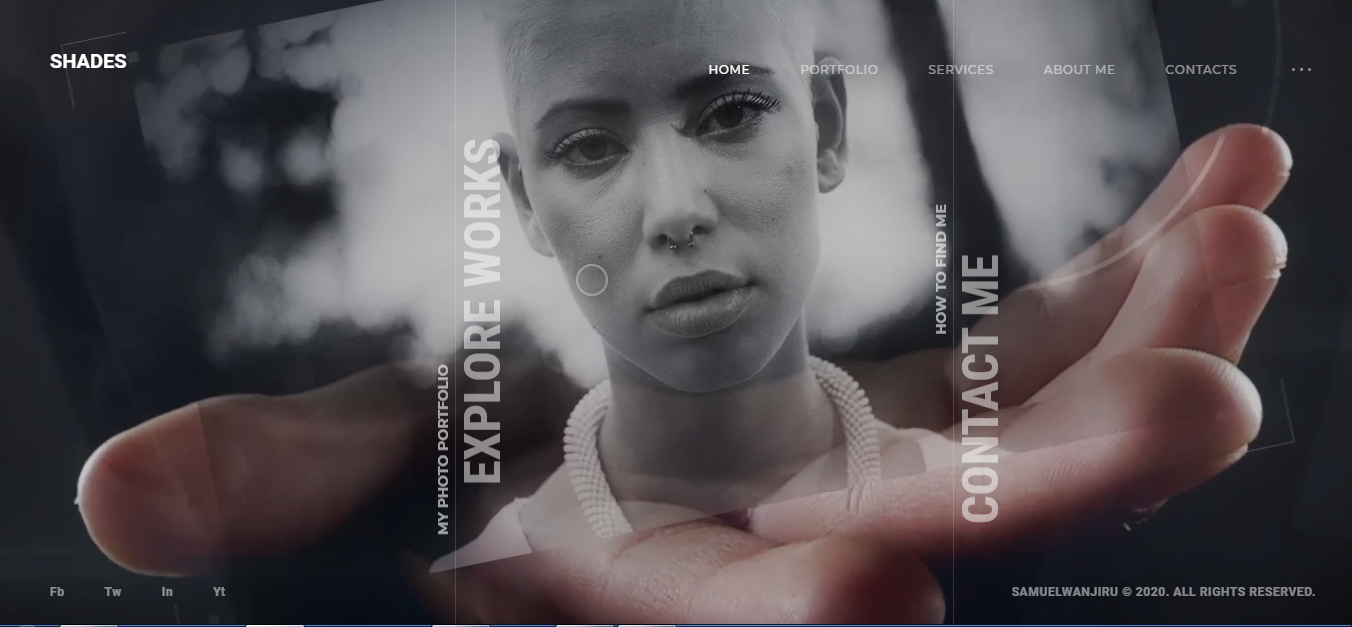 SHADES
HOME
PORTFOLIO
SERVICES
ABOUT ME
CONTACTS
MY PHOTO PORTFOLIO
EXPLORE WORKS
HOW TO FIND ME
CONTACT ME
Fb
Tw
In
Yt
SAMUELWANJIRU © 2020. ALL RIGHTS RESERVED.